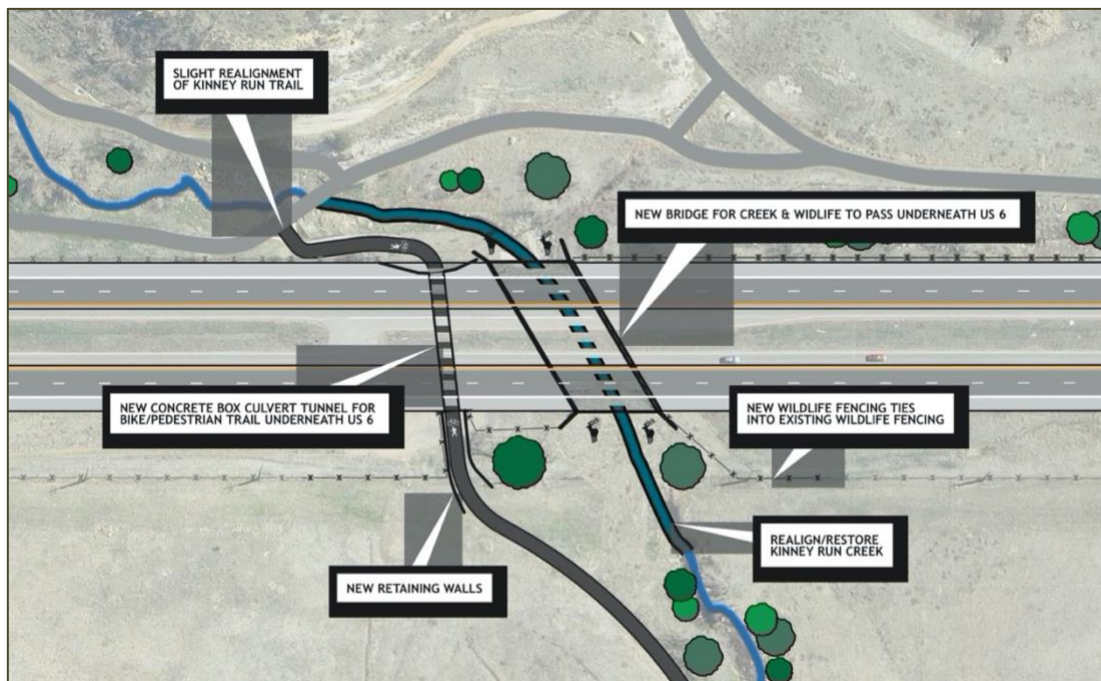 SLIGHT REALIGNMENT
OF KINNEY RUN TRAIL
NEW BRIDGE FOR CREEK & WIDLIFE TO PASS UNDERNEATH US 6
NEW CONCRETE BOX CULVERT TUNNEL FOR
BIKE/PEDESTRIAN TRAIL UNDERNEATH US 6
NEW WILDLIFE FENCING TIES
INTO EXISTING WILDLIFE FENCING
REALIGN/RESTORE
KINNEY RUN CREEK
NEW RETAINING WALLS